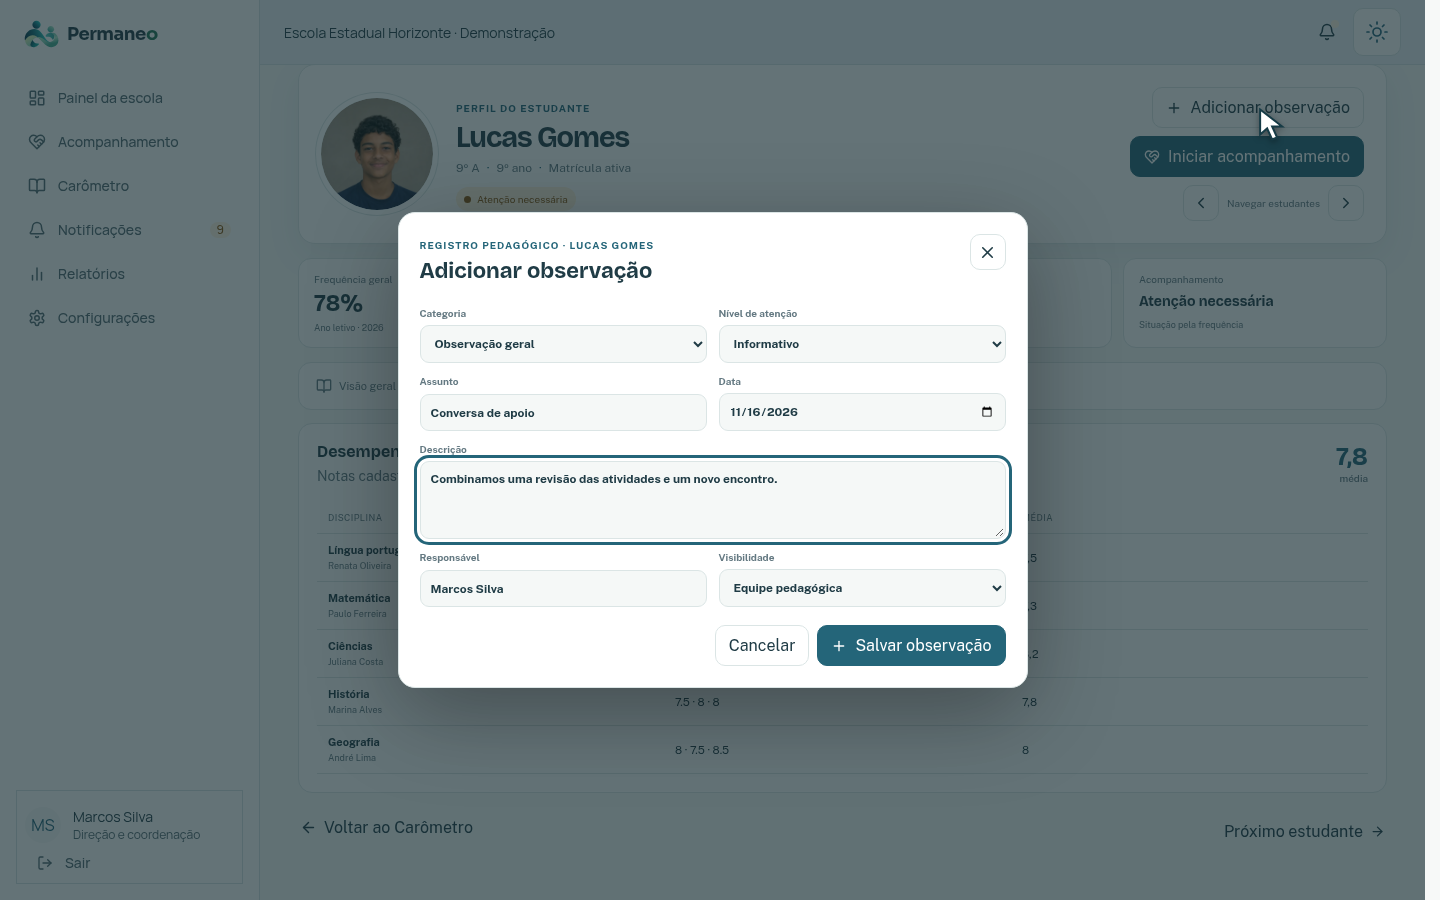 Permaneo
Escola Estadual Horizonte · Demonstração
Painel da escola
Acompanhamento
Carômetro
Notificações
9
Relatórios
Configurações
PERFIL DO ESTUDANTE
Lucas Gomes
9º A · 9º ano · Matrícula ativa
Atenção necessária
Adicionar observação
Iniciar acompanhamento
Navegar estudantes
Frequência geral
78%
Ano letivo · 2026
Acompanhamento
Atenção necessária
Situação pela frequência
Visão geral
REGISTRO PEDAGÓGICO · LUCAS GOMES
Adicionar observação
Categoria
Nível de atenção
Observação geral
Informativo
Assunto
Data
Conversa de apoio
11/16/2026
Descrição
Combinamos uma revisão das atividades e um novo encontro.
Responsável
Visibilidade
Marcos Silva
Equipe pedagógica
Cancelar
Salvar observação
7,8
média
DISCIPLINA
Renata Oliveira
Matemática
Paulo Ferreira
Ciências
Juliana Costa
História
Marina Alves
7.5 · 8 · 8
7,8
Geografia
André Lima
8 · 7.5 · 8.5
8
Voltar ao Carômetro
Próximo estudante
MS
Marcos Silva
Direção e coordenação
Sair